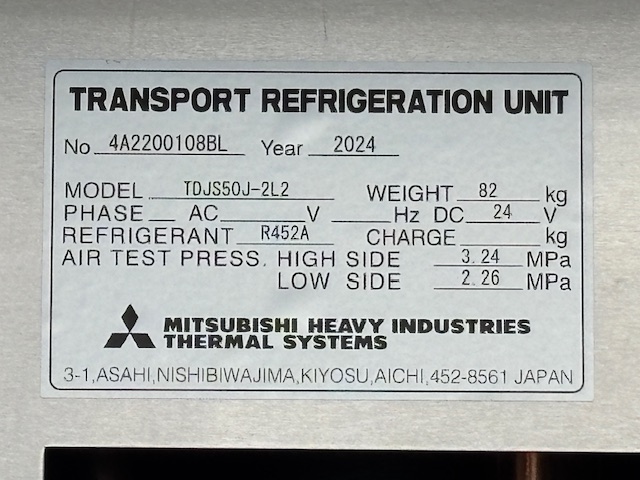 TRANSPORT REFRIGERATION UNIT
No 4A2200108BL Year 2024
MODEL TDJS50J-2L2 WEIGHT 82 kg
PHASE AC V Hz DC 24 V
REFRIGERANT R452A CHARGE kg
AIR TEST PRESS. HIGH SIDE 3.24 MPa
LOW SIDE 2.26 MPa
MITSUBISHI HEAVY INDUSTRIES
THERMAL SYSTEMS
3-1,ASAHI,NISHIBIWAJIMA,KIYOSU,AICHI,452-8561 JAPAN